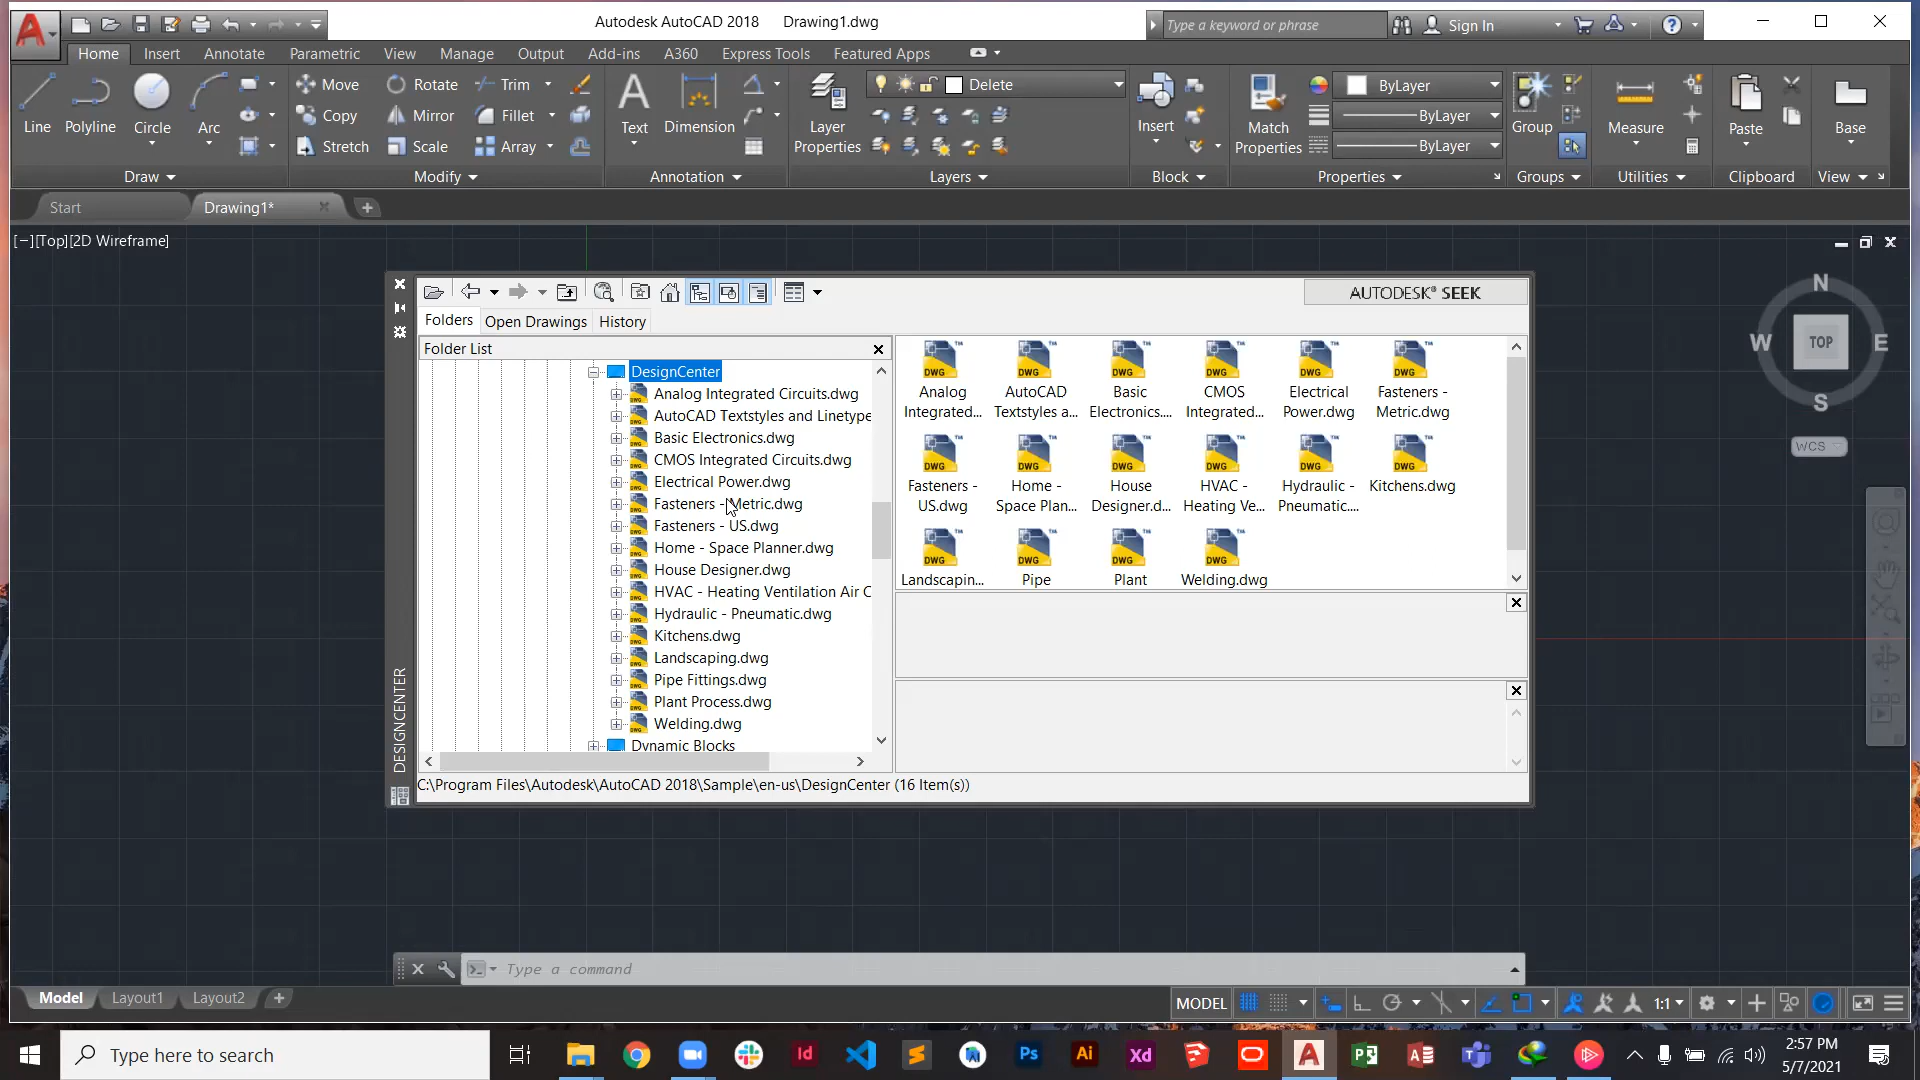 Autodesk AutoCAD 2018 Drawing1.dwg
Type a keyword or phrase
Sign In
Home Insert Annotate Parametric View Manage Output Add-ins A360 Express Tools Featured Apps
Line Polyline Circle Arc
Move Rotate Trim
Copy Mirror Fillet
Stretch Scale Array
Text Dimension
Layer Properties
Delete
Insert
Match Properties
ByLayer
ByLayer
ByLayer
Group
Measure
Paste
Base
Draw Modify Annotation Layers Block Properties Groups Utilities Clipboard View
Start Drawing1*
[−][Top][2D Wireframe]
N
W TOP E
S
WCS
AUTODESK® SEEK
Folders Open Drawings History
Folder List
DesignCenter
Analog Integrated Circuits.dwg
AutoCAD Textstyles and Linetype
Basic Electronics.dwg
CMOS Integrated Circuits.dwg
Electrical Power.dwg
Fasteners - Metric.dwg
Fasteners - US.dwg
Home - Space Planner.dwg
House Designer.dwg
HVAC - Heating Ventilation Air C
Hydraulic - Pneumatic.dwg
Kitchens.dwg
Landscaping.dwg
Pipe Fittings.dwg
Plant Process.dwg
Welding.dwg
Dynamic Blocks
Analog Integrated...
AutoCAD Textstyles a...
Basic Electronics....
CMOS Integrated...
Electrical Power.dwg
Fasteners - Metric.dwg
Fasteners - US.dwg
Home - Space Plan...
House Designer.d...
HVAC - Heating Ve...
Hydraulic - Pneumatic....
Kitchens.dwg
Landscapin...
Pipe
Plant
Welding.dwg
DESIGNCENTER
C:\Program Files\Autodesk\AutoCAD 2018\Sample\en-us\DesignCenter (16 Item(s))
Type a command
Model Layout1 Layout2
MODEL
1:1
Type here to search
2:57 PM
5/7/2021